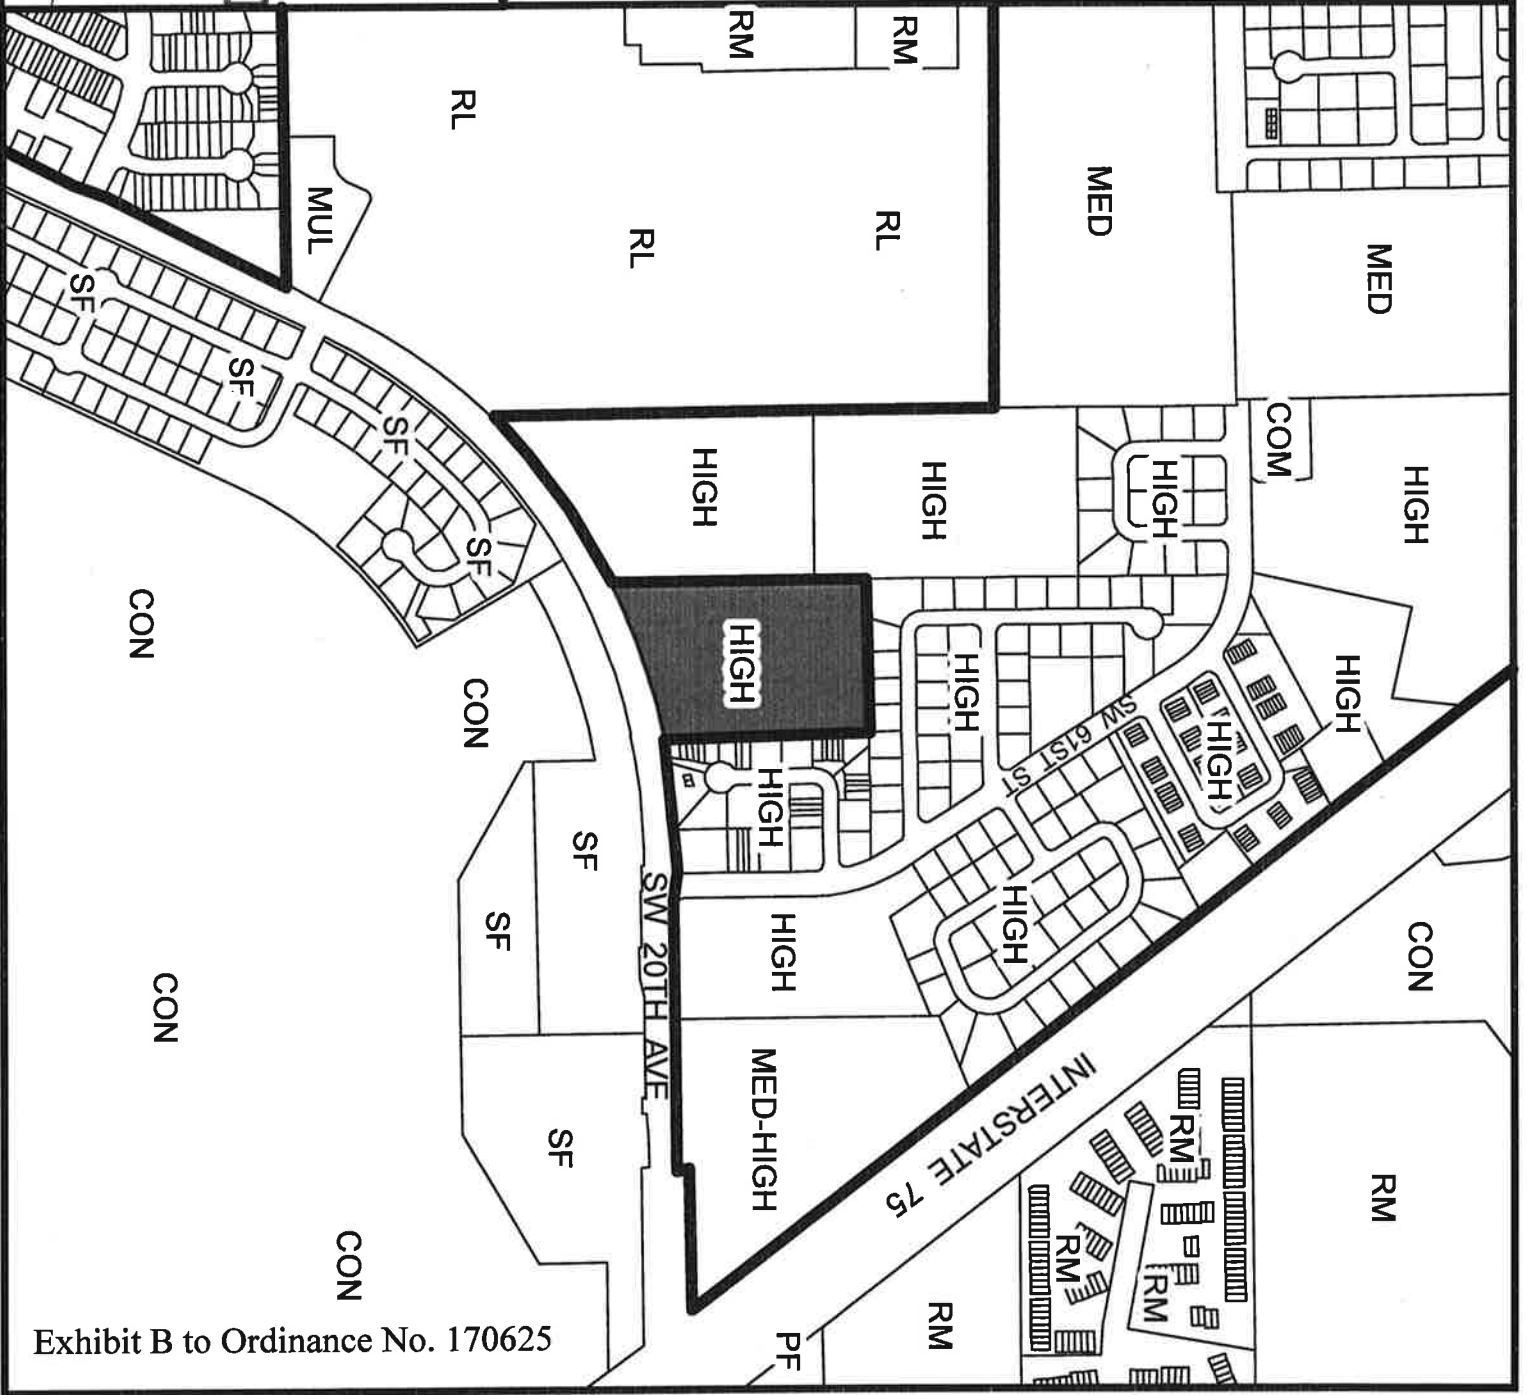 RM
RM
RL
MUL
RL
RL
MED
MED
SF
SF
SF
SF
HIGH
HIGH
HIGH
COM
HIGH
CON
CON
HIGH
HIGH
SW 61ST ST
HIGH
HIGH
HIGH
SF
SF
SW 20TH AVE
HIGH
HIGH
CON
CON
SF
MED-HIGH
INTERSTATE 75
RM
RM
RM
RM
CON
RM
PF
Exhibit B to Ordinance No. 170625